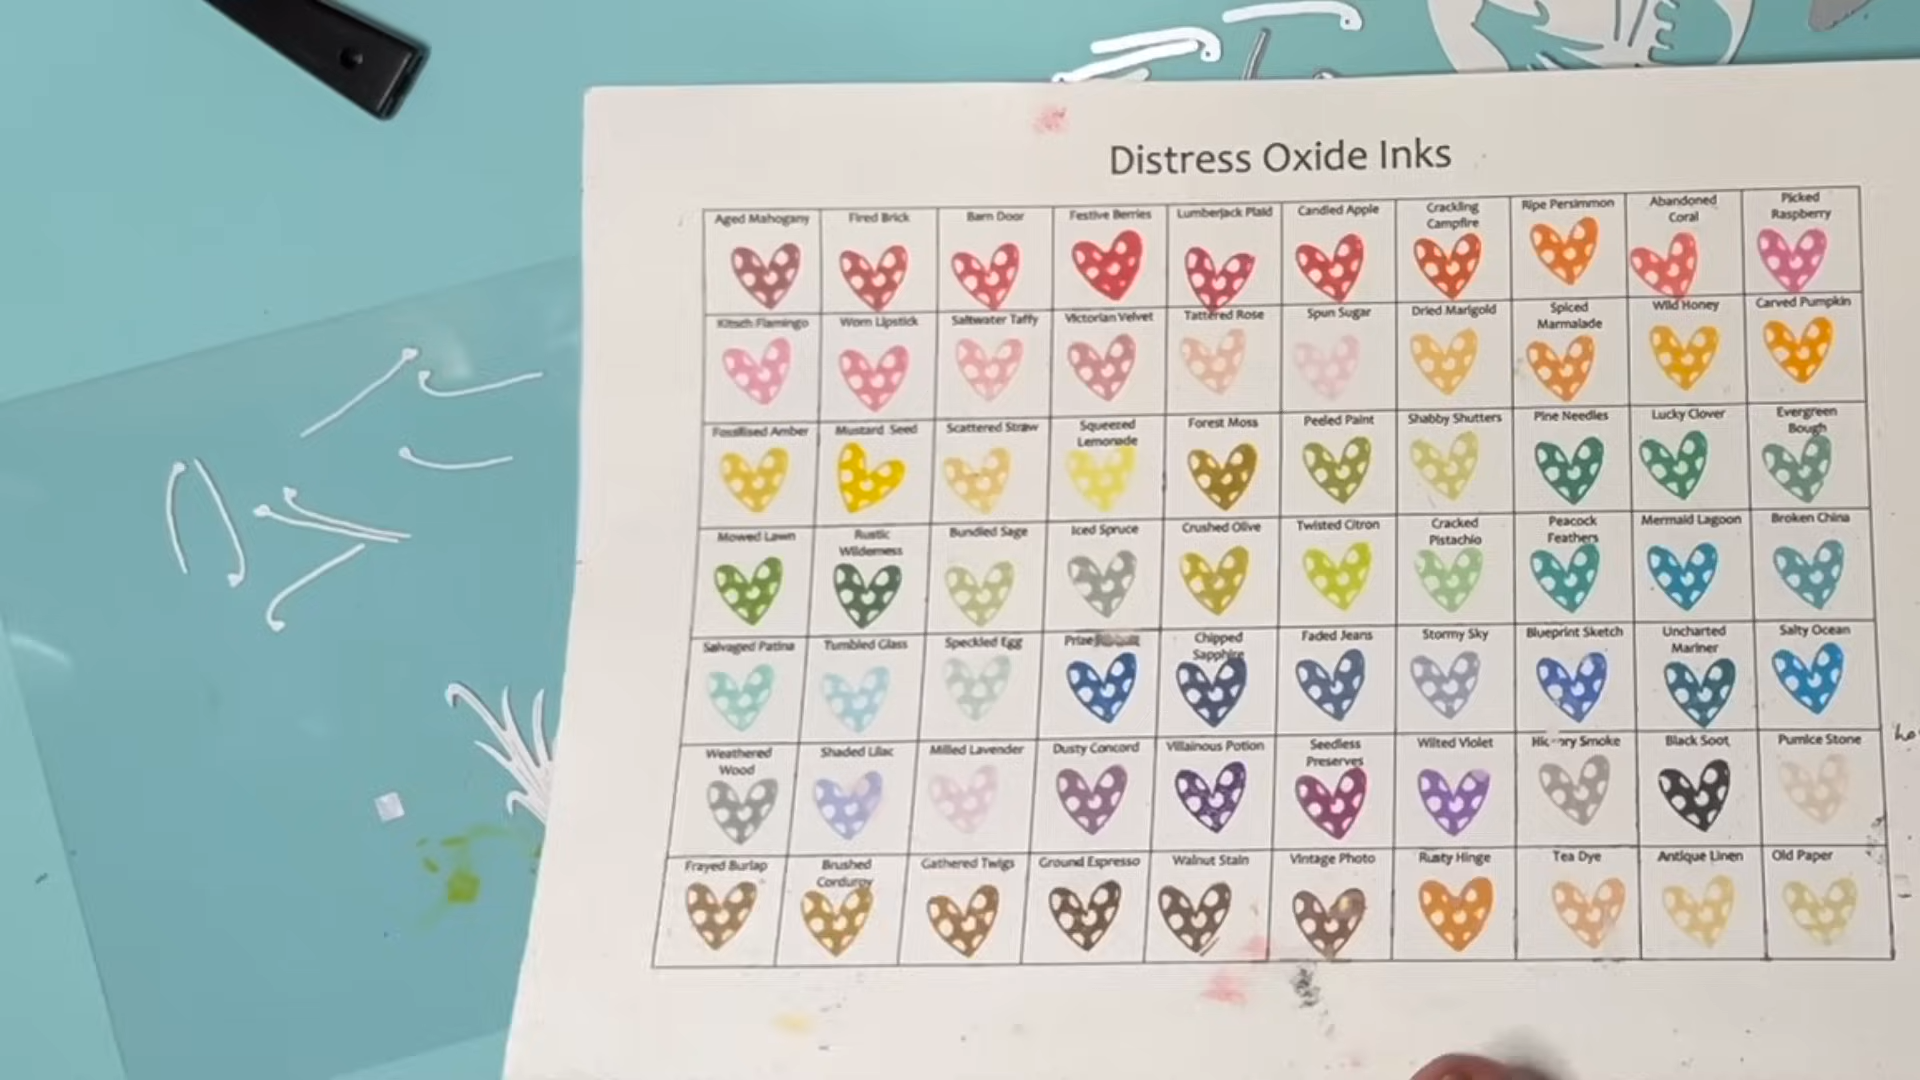 Distress Oxide Inks
Aged Mahogany
Fired Brick
Barn Door
Festive Berries
Lumberjack Plaid
Candied Apple
Crackling
Campfire
Ripe Persimmon
Abandoned
Coral
Picked
Raspberry
Kitsch Flamingo
Worn Lipstick
Saltwater Taffy
Victorian Velvet
Tattered Rose
Spun Sugar
Dried Marigold
Spiced
Marmalade
Wild Honey
Carved Pumpkin
Fossilised Amber
Mustard Seed
Scattered Straw
Squeezed
Lemonade
Forest Moss
Peeled Paint
Shabby Shutters
Pine Needles
Lucky Clover
Evergreen
Bough
Mowed Lawn
Rustic
Wilderness
Bundled Sage
Iced Spruce
Crushed Olive
Twisted Citron
Cracked
Pistachio
Peacock
Feathers
Mermaid Lagoon
Broken China
Salvaged Patina
Tumbled Glass
Speckled Egg
Prize
Chipped
Sapphire
Faded Jeans
Stormy Sky
Blueprint Sketch
Uncharted
Mariner
Salty Ocean
Weathered
Wood
Shaded Lilac
Milled Lavender
Dusty Concord
Villainous Potion
Seedless
Preserves
Wilted Violet
Hickory Smoke
Black Soot
Pumice Stone
Frayed Burlap
Brushed
Corduroy
Gathered Twigs
Ground Espresso
Walnut Stain
Vintage Photo
Rusty Hinge
Tea Dye
Antique Linen
Old Paper